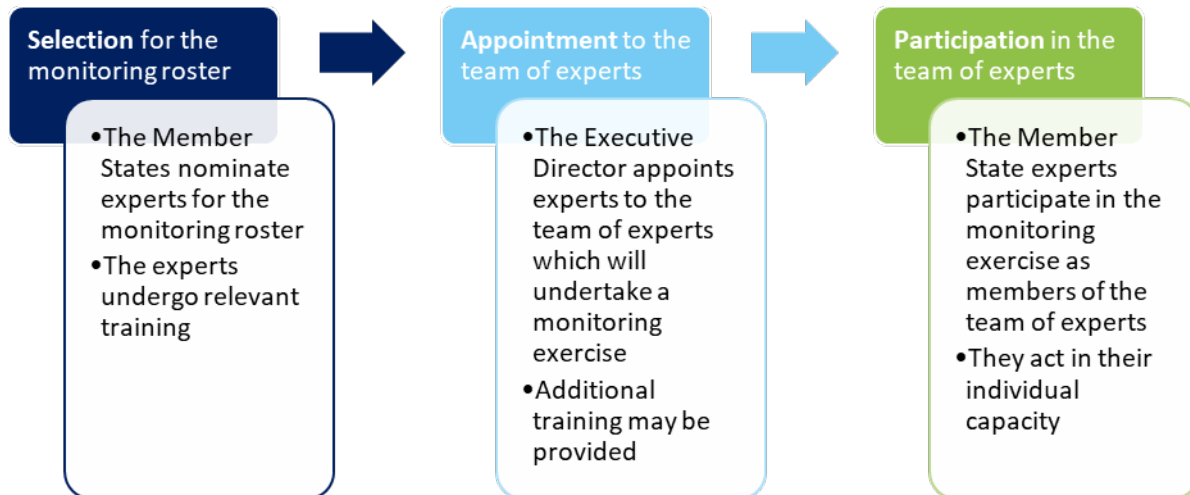 Selection for the
monitoring roster
•The Member
States nominate
experts for the
monitoring roster
•The experts
undergo relevant
training
Appointment to the
team of experts
•The Executive
Director appoints
experts to the
team of experts
which will
undertake a
monitoring
exercise
•Additional
training may be
provided
Participation in the
team of experts
•The Member
State experts
participate in the
monitoring
exercise as
members of the
team of experts
•They act in their
individual
capacity